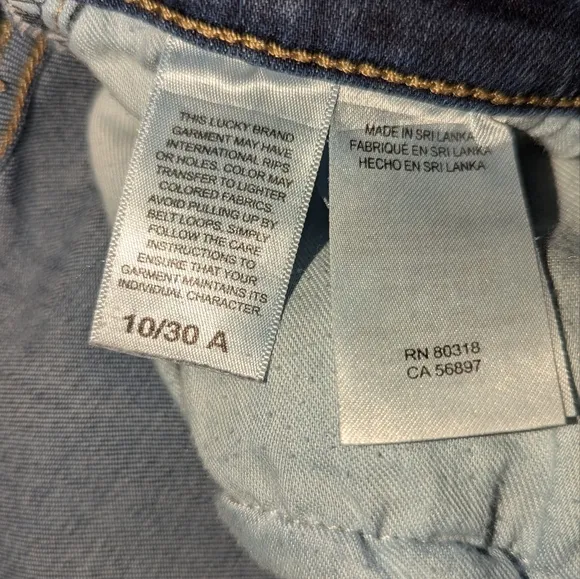 THIS LUCKY BRAND
GARMENT MAY HAVE
INTERNATIONAL RIPS
OR HOLES. COLOR MAY
TRANSFER TO LIGHTER
COLORED FABRICS.
AVOID PULLING UP BY
BELT LOOPS. SIMPLY
FOLLOW THE CARE
INSTRUCTIONS TO
ENSURE THAT YOUR
GARMENT MAINTAINS ITS
INDIVIDUAL CHARACTER.
10/30 A
MADE IN SRI LANKA
FABRIQUÉ EN SRI LANKA
HECHO EN SRI LANKA
RN 80318
CA 56897